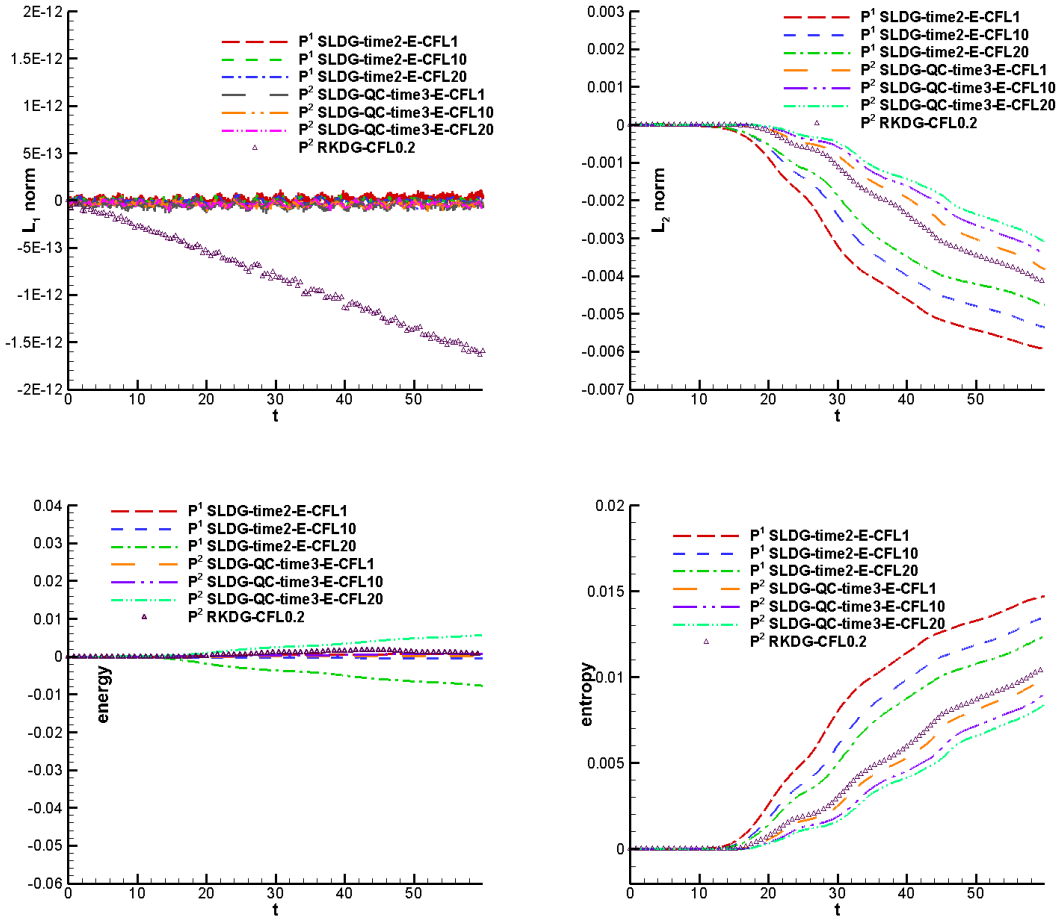 2E-12
1.5E-12
1E-12
5E-13
0
-5E-13
-1E-12
-1.5E-12
-2E-12
L1 norm
0 10 20 30 40 50
t
P1 SLDG-time2-E-CFL1
P1 SLDG-time2-E-CFL10
P1 SLDG-time2-E-CFL20
P2 SLDG-QC-time3-E-CFL1
P2 SLDG-QC-time3-E-CFL10
P2 SLDG-QC-time3-E-CFL20
P2 RKDG-CFL0.2
0.003
0.002
0.001
0
-0.001
-0.002
-0.003
-0.004
-0.005
-0.006
-0.007
L2 norm
0 10 20 30 40 50
t
P1 SLDG-time2-E-CFL1
P1 SLDG-time2-E-CFL10
P1 SLDG-time2-E-CFL20
P2 SLDG-QC-time3-E-CFL1
P2 SLDG-QC-time3-E-CFL10
P2 SLDG-QC-time3-E-CFL20
P2 RKDG-CFL0.2
0.04
0.03
0.02
0.01
0
-0.01
-0.02
-0.03
-0.04
-0.05
-0.06
energy
0 10 20 30 40 50
t
P1 SLDG-time2-E-CFL1
P1 SLDG-time2-E-CFL10
P1 SLDG-time2-E-CFL20
P2 SLDG-QC-time3-E-CFL1
P2 SLDG-QC-time3-E-CFL10
P2 SLDG-QC-time3-E-CFL20
P2 RKDG-CFL0.2
0.02
0.015
0.01
0.005
0
entropy
0 10 20 30 40 50
t
P1 SLDG-time2-E-CFL1
P1 SLDG-time2-E-CFL10
P1 SLDG-time2-E-CFL20
P2 SLDG-QC-time3-E-CFL1
P2 SLDG-QC-time3-E-CFL10
P2 SLDG-QC-time3-E-CFL20
P2 RKDG-CFL0.2